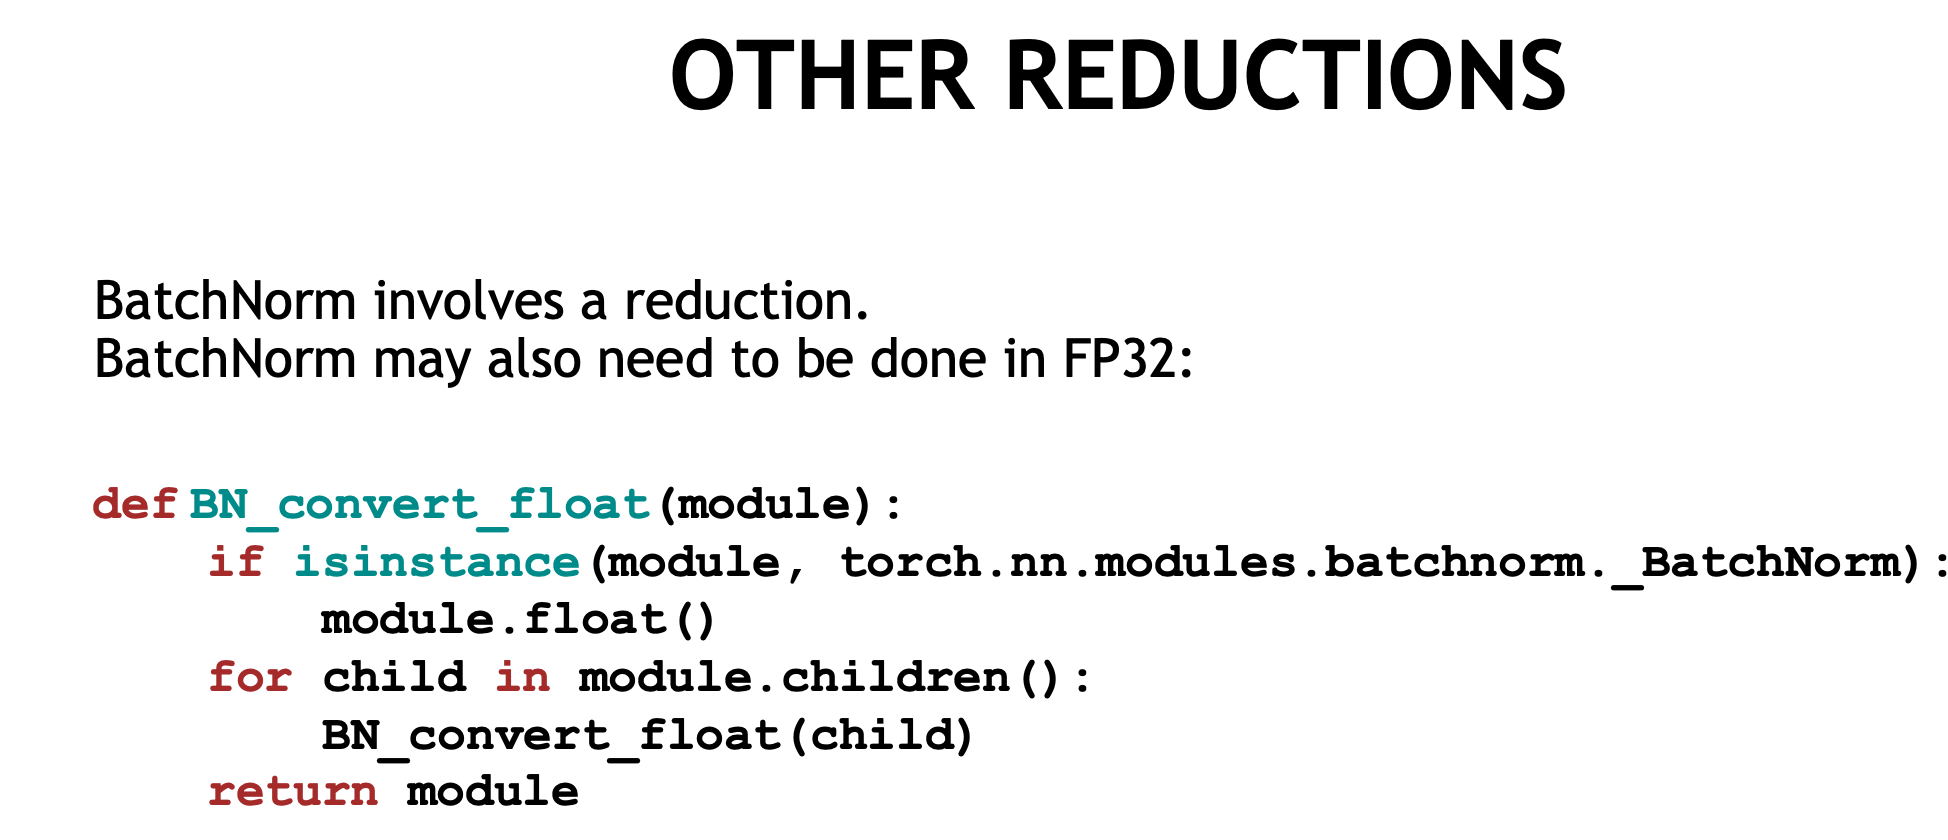 OTHER REDUCTIONS
BatchNorm involves a reduction.
BatchNorm may also need to be done in FP32:
def BN_convert_float(module):
    if isinstance(module, torch.nn.modules.batchnorm._BatchNorm):
        module.float()
    for child in module.children():
        BN_convert_float(child)
    return module